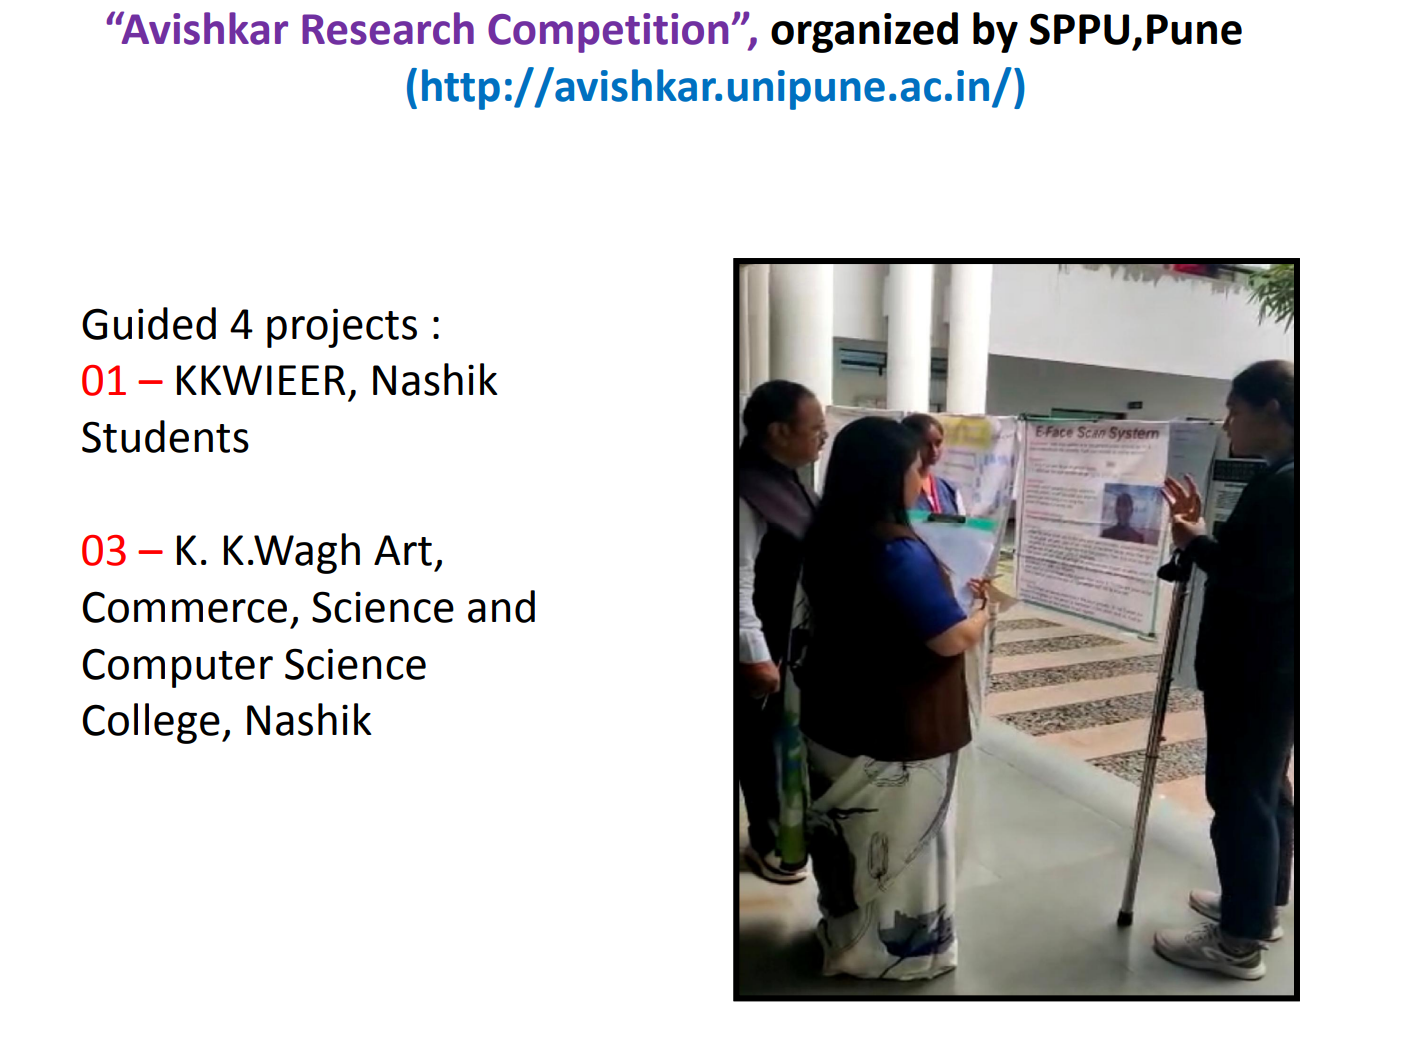 “Avishkar Research Competition”, organized by SPPU,Pune
(http://avishkar.unipune.ac.in/)
Guided 4 projects :
01 – KKWIEER, Nashik
Students
03 – K. K.Wagh Art,
Commerce, Science and
Computer Science
College, Nashik
E-Face Scan System